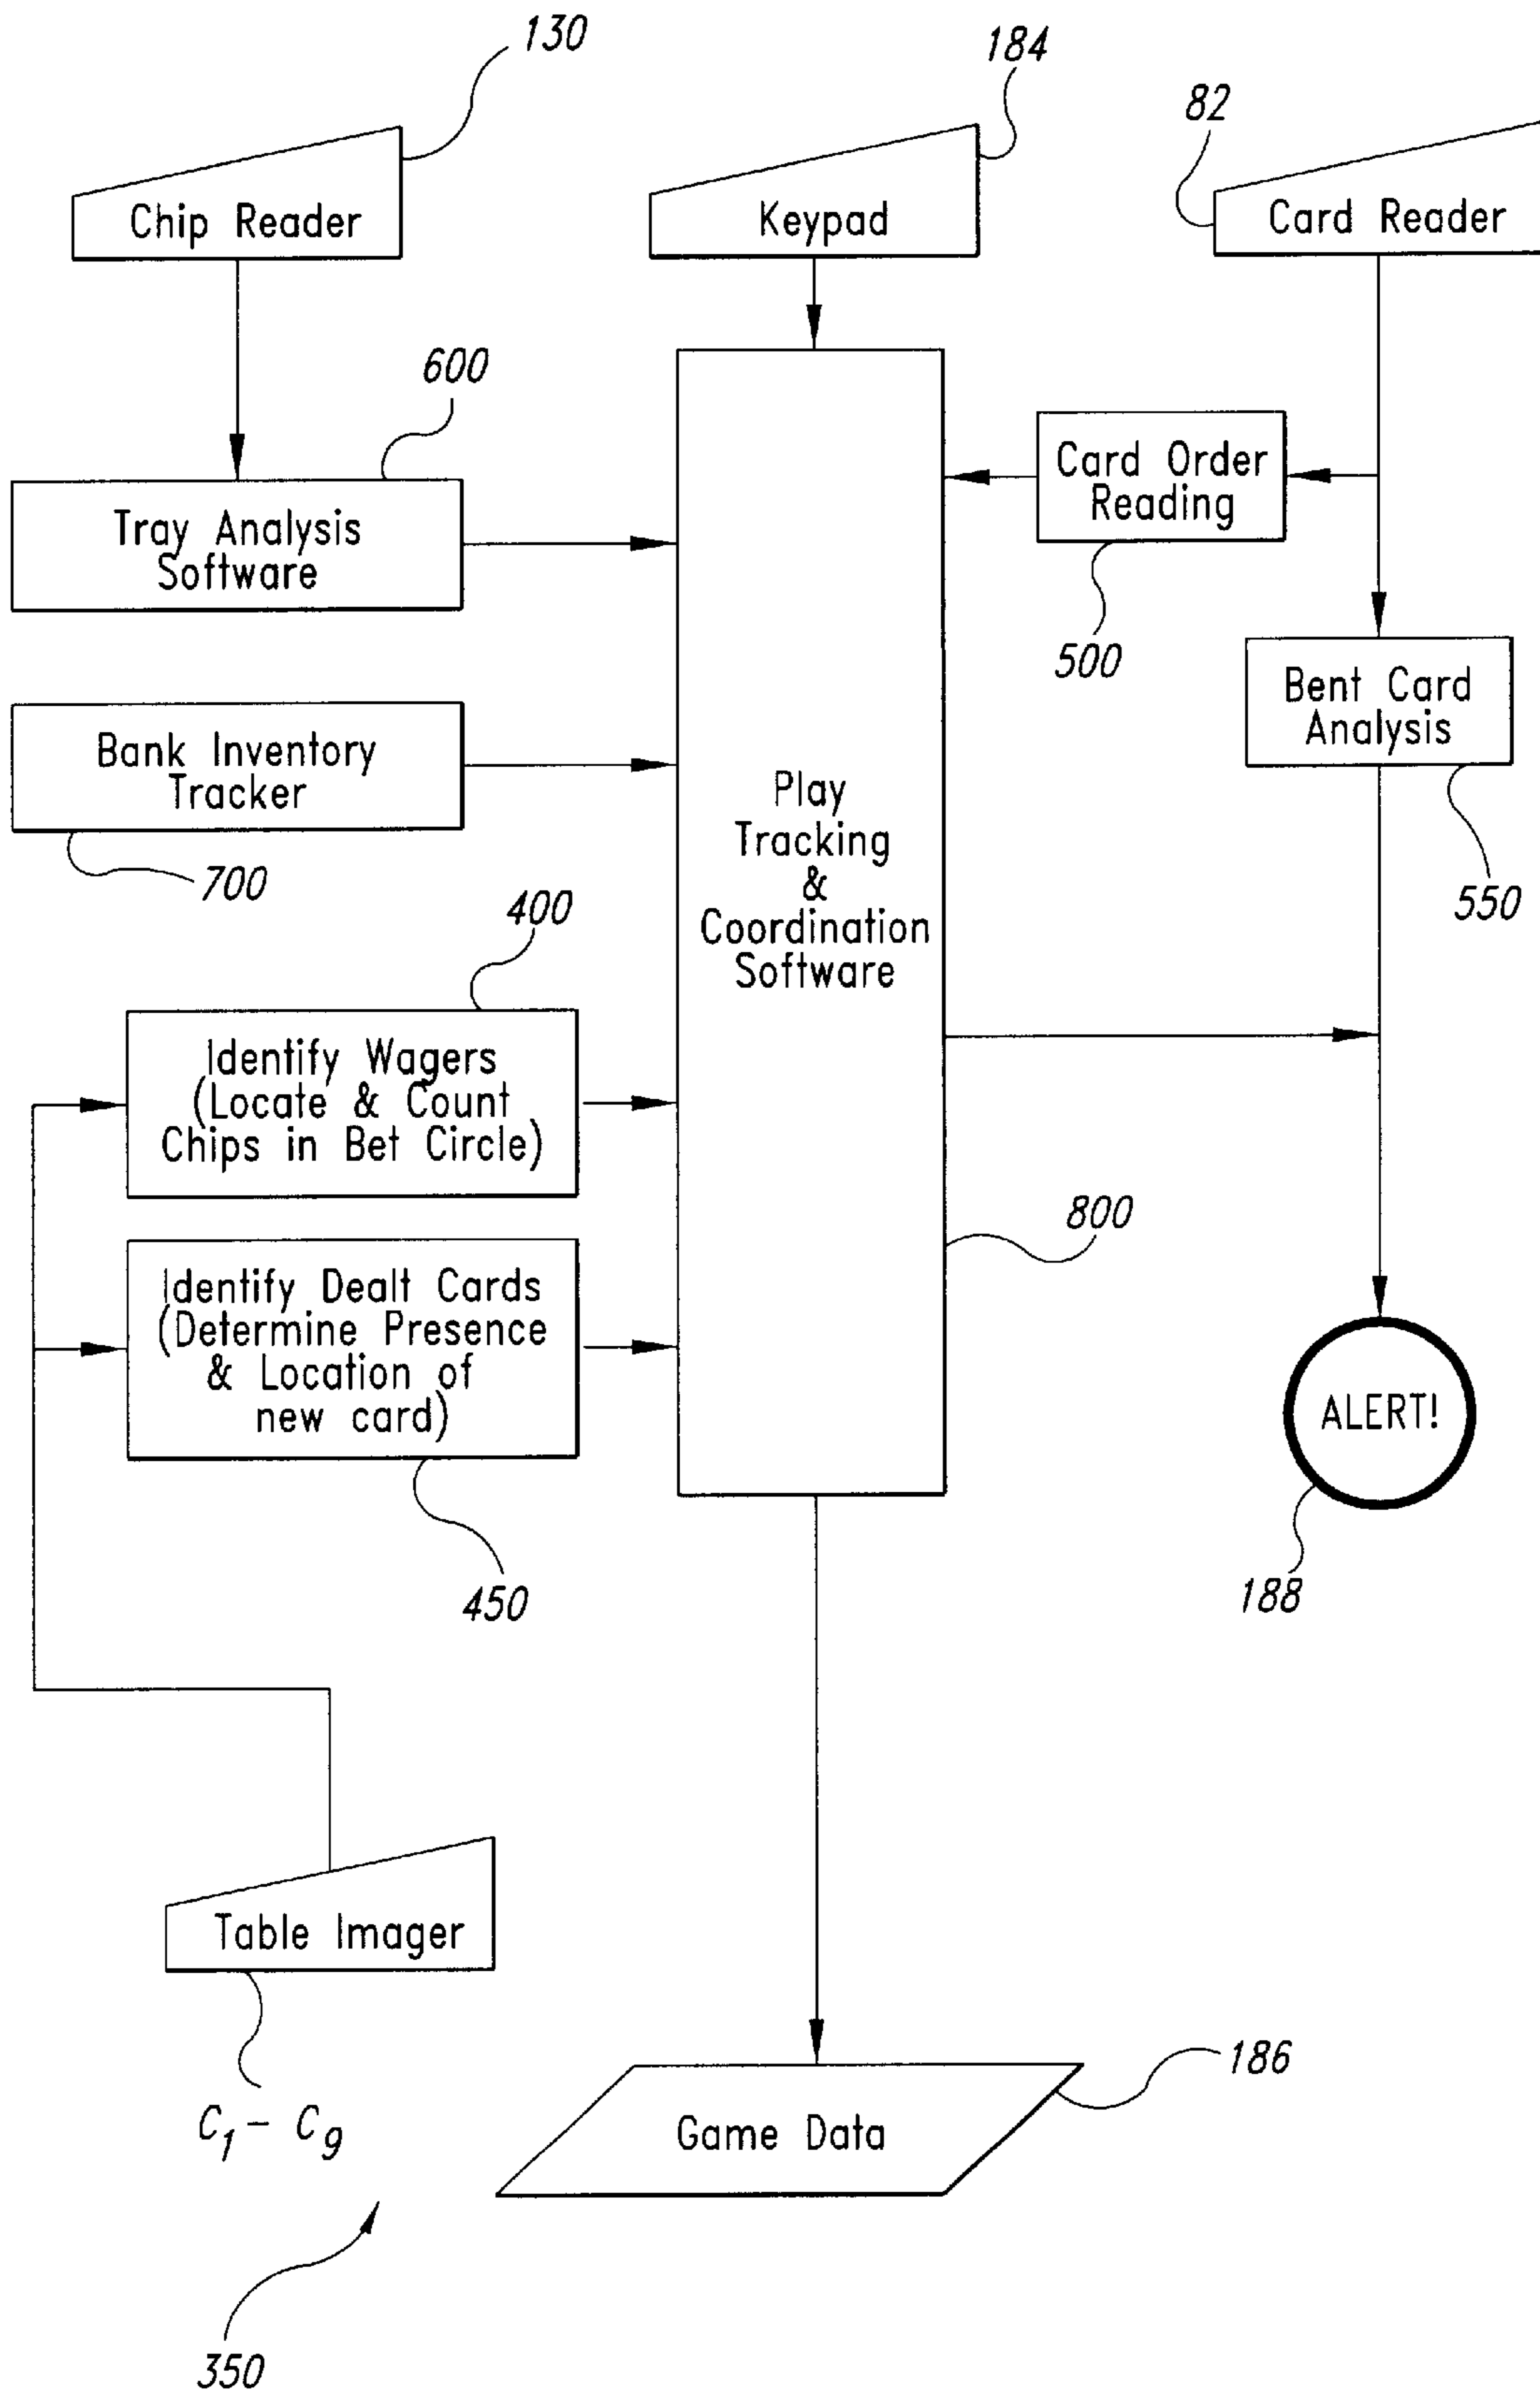 130
184
82
Chip Reader
Keypad
Card Reader
600
Card Order
Reading
Tray Analysis
Software
500
Bent Card
Analysis
Bank Inventory
Tracker
700
Play
Tracking
&
Coordination
Software
550
400
Identify Wagers
(Locate & Count
Chips in Bet Circle)
800
Identify Dealt Cards
(Determine Presence
& Location of
new card)
ALERT!
450
188
Table Imager
C1 – C9
186
Game Data
350